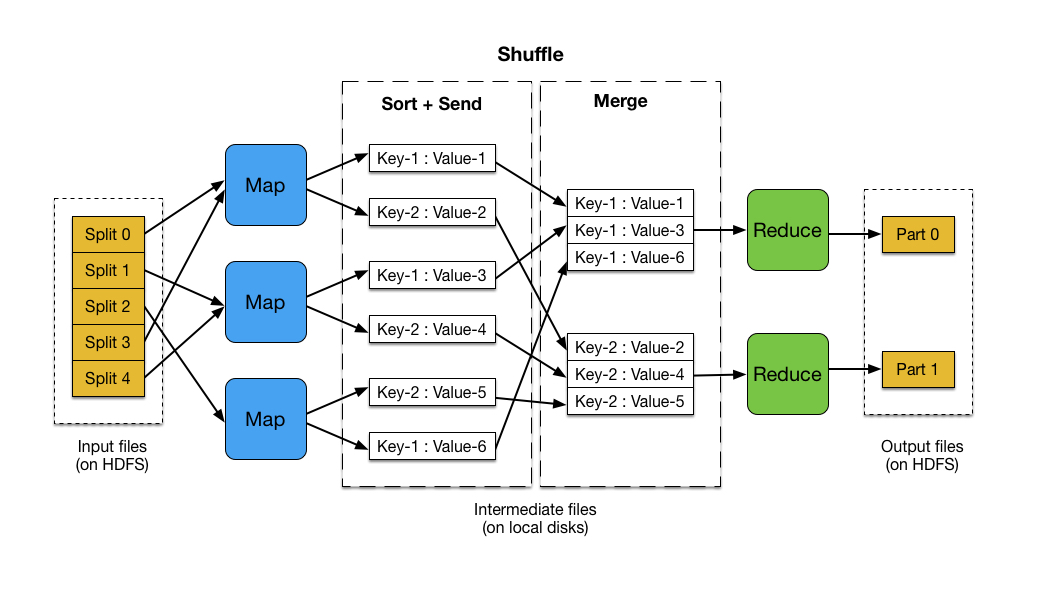 Shuffle
Sort + Send
Merge
Split 0
Split 1
Split 2
Split 3
Split 4
Input files
(on HDFS)
Map
Map
Map
Key-1 : Value-1
Key-2 : Value-2
Key-1 : Value-3
Key-2 : Value-4
Key-2 : Value-5
Key-1 : Value-6
Key-1 : Value-1
Key-1 : Value-3
Key-1 : Value-6
Key-2 : Value-2
Key-2 : Value-4
Key-2 : Value-5
Intermediate files
(on local disks)
Reduce
Reduce
Part 0
Part 1
Output files
(on HDFS)